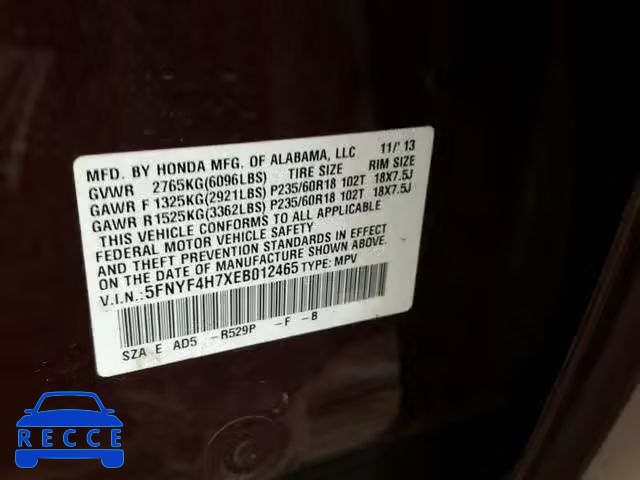 MFD. BY HONDA MFG. OF ALABAMA, LLC 11/'13
GVWR 2765KG(6096LBS) TIRE SIZE RIM SIZE
GAWR F 1325KG(2921LBS) P235/60R18 102T 18X7.5J
GAWR R1525KG(3362LBS) P235/60R18 102T 18X7.5J
THIS VEHICLE CONFORMS TO ALL APPLICABLE
FEDERAL MOTOR VEHICLE SAFETY
AND THEFT PREVENTION STANDARDS IN EFFECT
ON THE DATE OF MANUFACTURE SHOWN ABOVE.
V.I.N.:5FNYF4H7XEB012465 TYPE: MPV
SZA E AD5 -R529P -F -B
RECCE